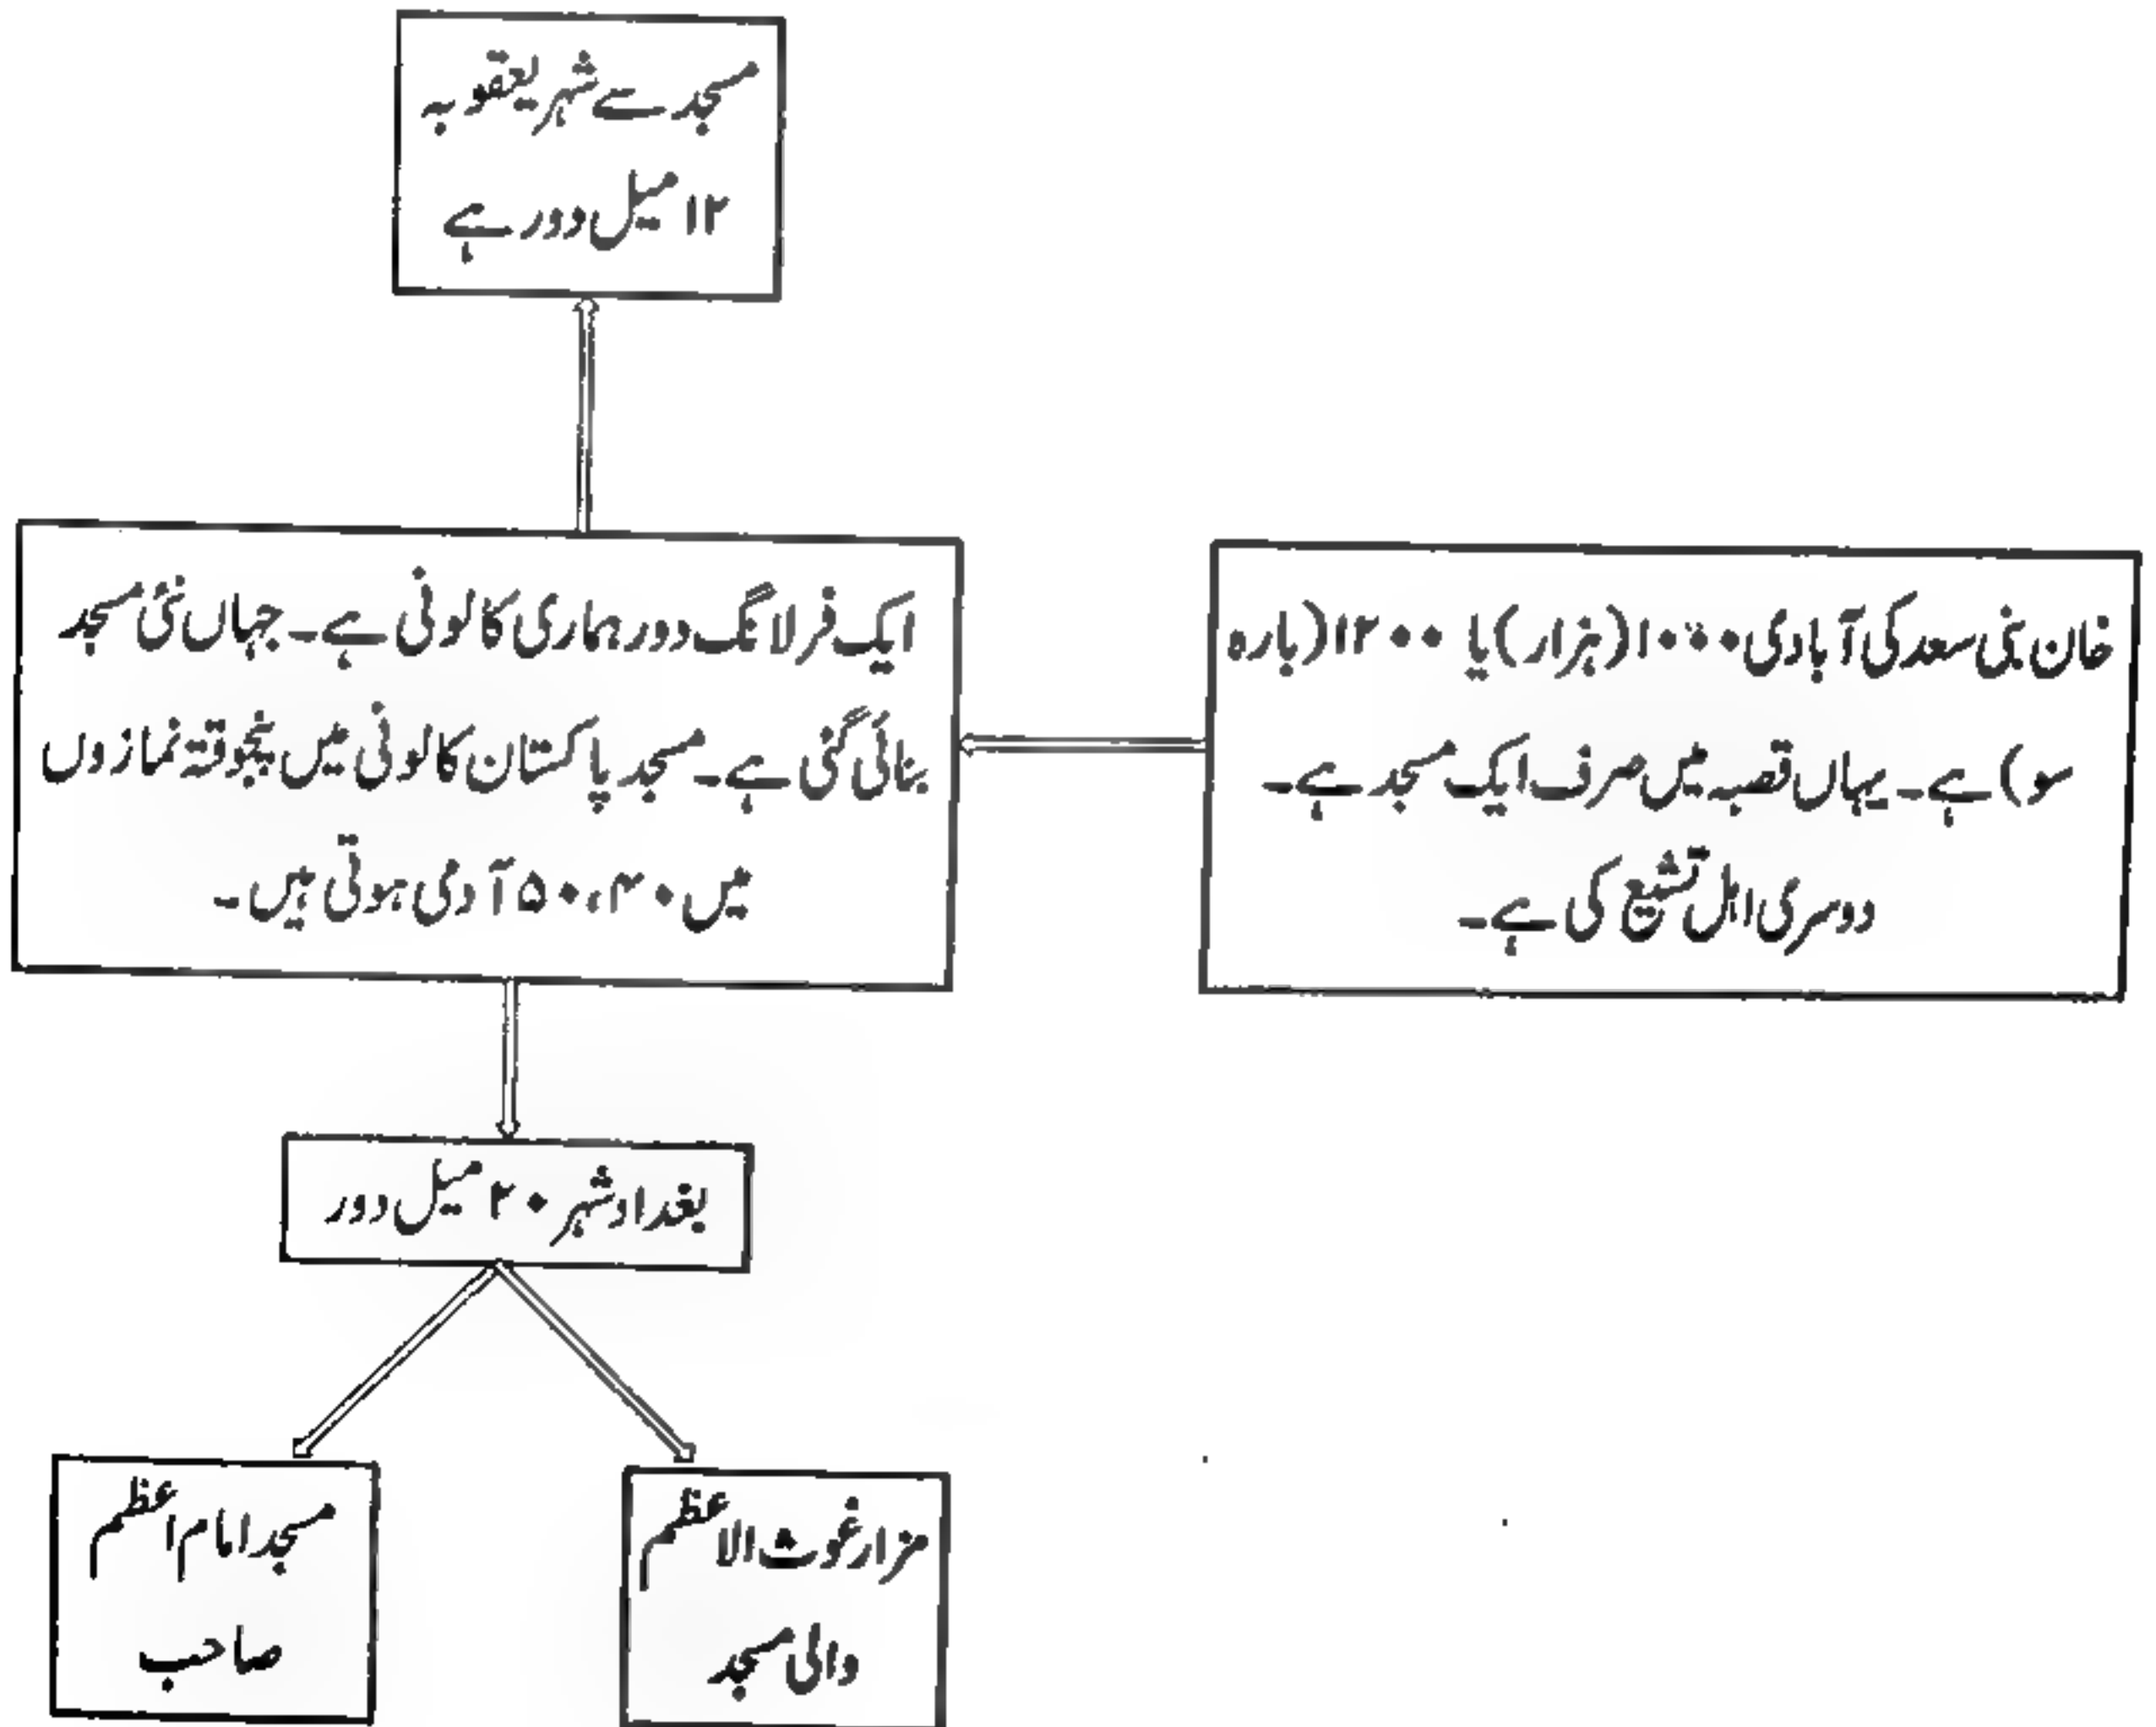 مسجد سے شہر یعقوبہ
۱۲ میل دور ہے
خان بنی سعد کی آبادی ۱۰۰۰ (ہزار) یا ۱۲۰۰ (بارہ
سو) ہے۔ یہاں قصبہ میں صرف ایک مسجد ہے۔
دوسری اہل تشیع کی ہے۔
ایک فرلانگ دور ہماری کالونی ہے۔ جہاں نئی مسجد
بنائی گئی ہے۔ مسجد پاکستان کالونی میں پنجوقتہ نمازوں
میں ۴۰، ۵۰ آدمی ہوتی ہیں۔
بغداد شہر ۲۰ میل دور
مزار غوث الاعظم
والی مسجد
مسجد امام اعظم
صاحب